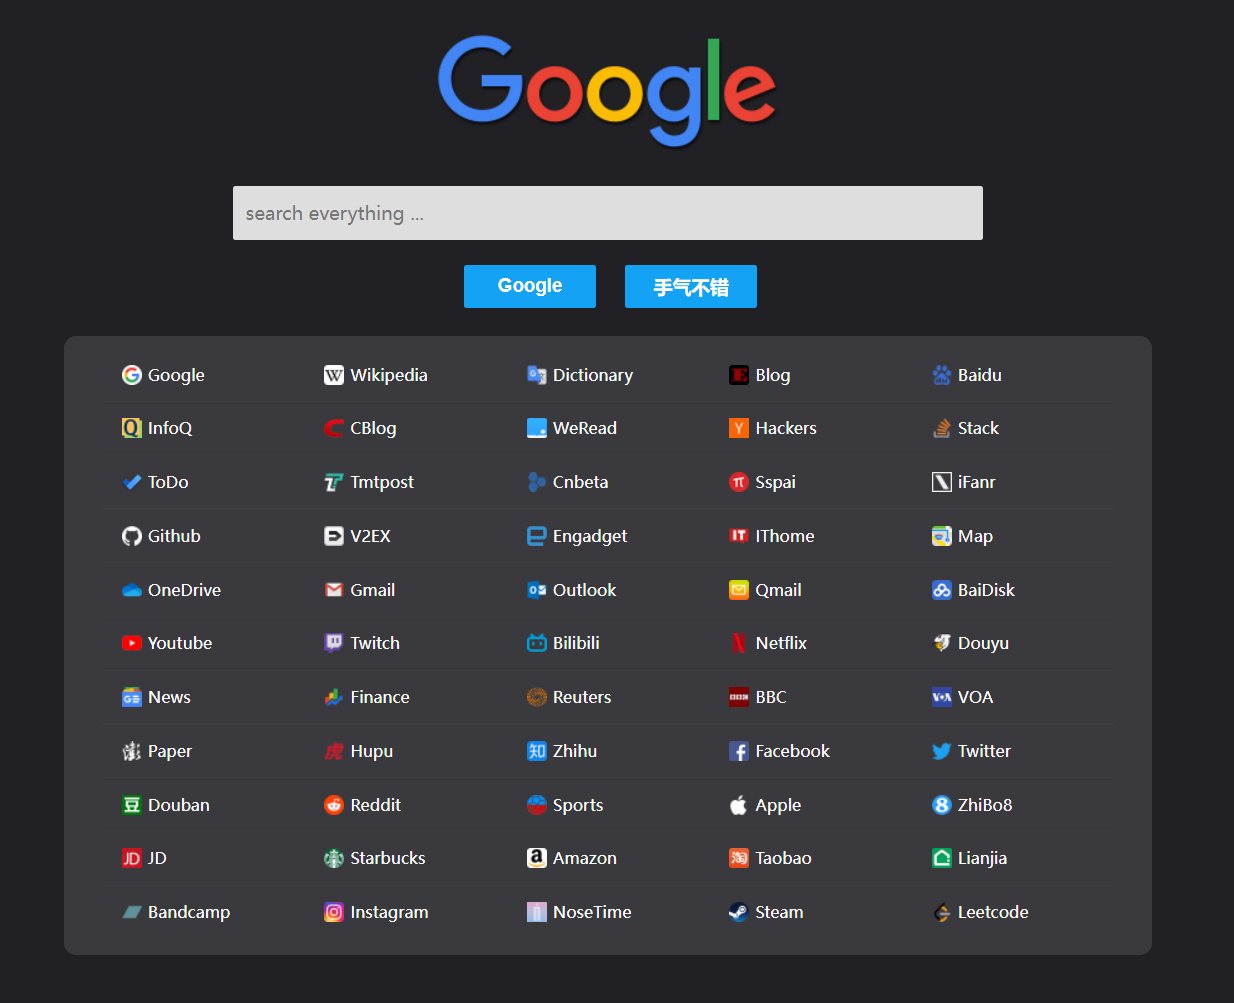 Google
search everything ...
Google 手气不错
Google Wikipedia Dictionary Blog Baidu
InfoQ CBlog WeRead Hackers Stack
ToDo Tmtpost Cnbeta Sspai iFanr
Github V2EX Engadget IThome Map
OneDrive Gmail Outlook Qmail BaiDisk
Youtube Twitch Bilibili Netflix Douyu
News Finance Reuters BBC VOA
Paper Hupu Zhihu Facebook Twitter
Douban Reddit Sports Apple ZhiBo8
JD Starbucks Amazon Taobao Lianjia
Bandcamp Instagram NoseTime Steam Leetcode